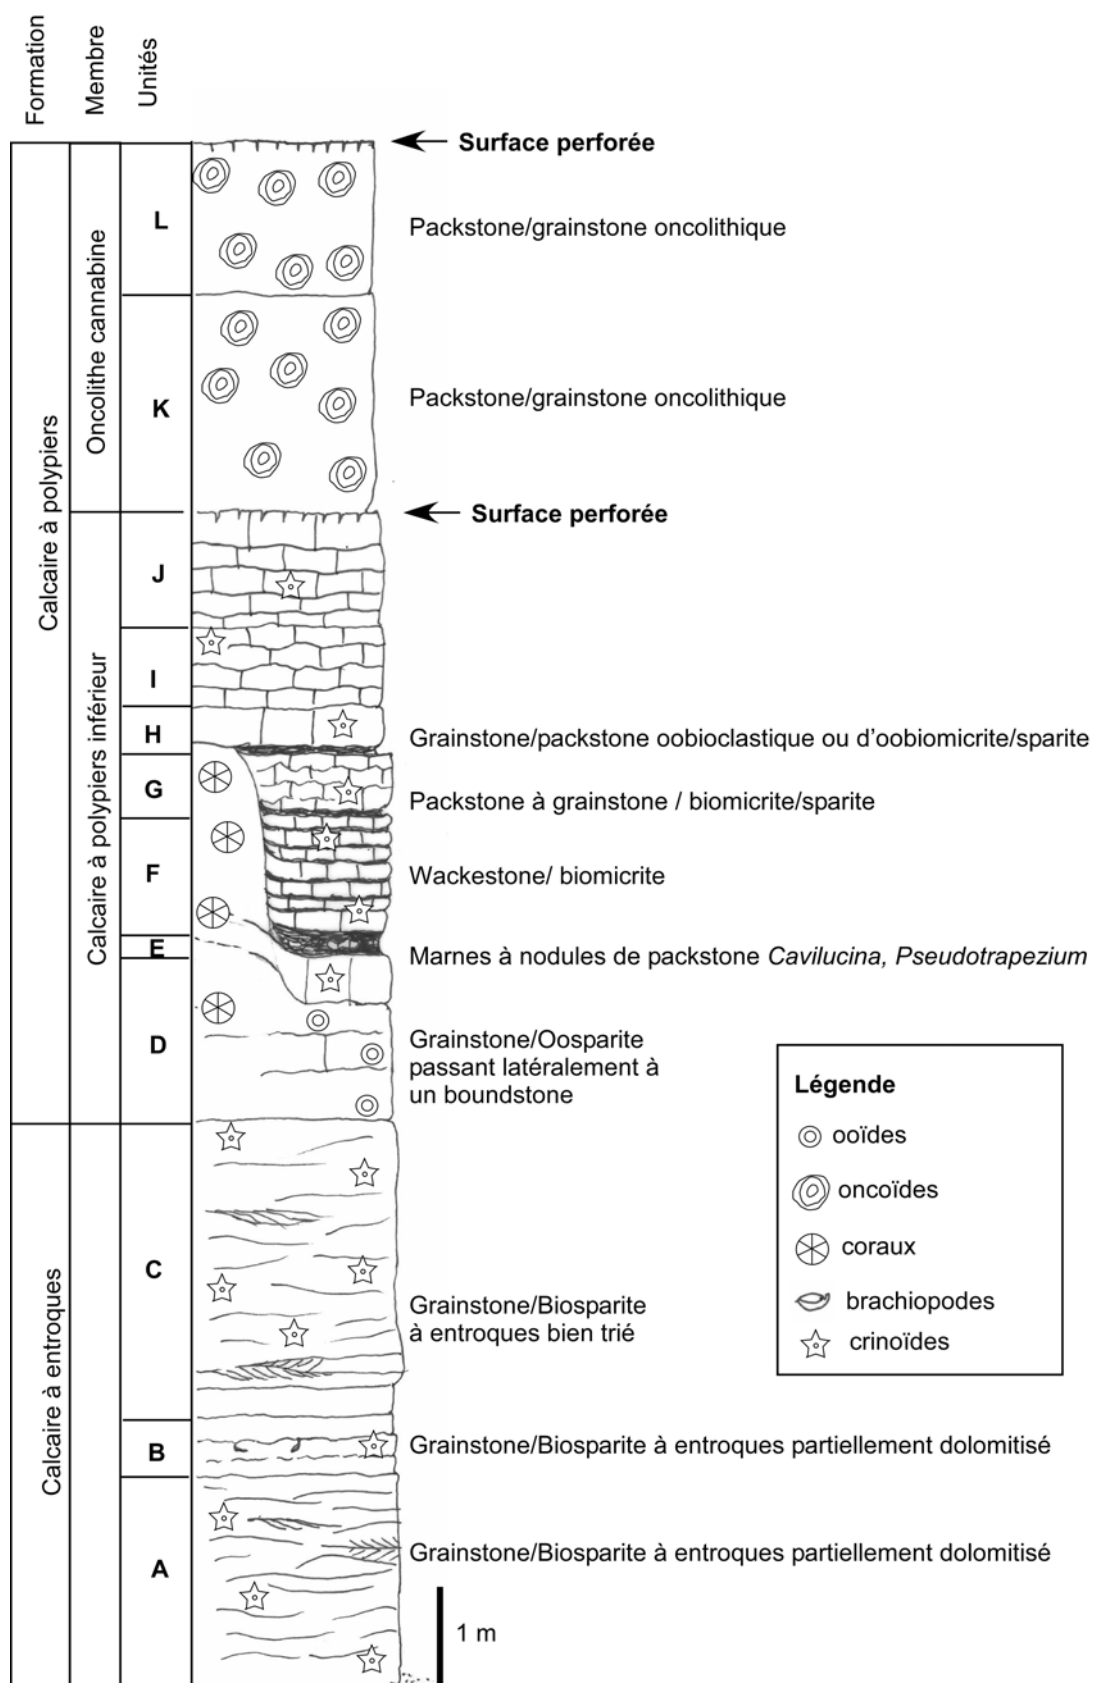 Formation
Membre
Unités
Surface perforée
L
Packstone/grainstone oncolithique
Oncolithe cannabine
K
Packstone/grainstone oncolithique
Calcaire à polypiers
Surface perforée
J
I
H
Grainstone/packstone oobioclastique ou d'oobiomicrite/sparite
G
Packstone à grainstone / biomicrite/sparite
Calcaire à polypiers inférieur
F
Wackestone/ biomicrite
E
Marnes à nodules de packstone Cavilucina, Pseudotrapezium
D
Grainstone/Oosparite
passant latéralement à
un boundstone
Légende
ooïdes
oncoïdes
coraux
brachiopodes
crinoïdes
Calcaire à entroques
C
Grainstone/Biosparite
à entroques bien trié
B
Grainstone/Biosparite à entroques partiellement dolomitisé
A
Grainstone/Biosparite à entroques partiellement dolomitisé
1 m